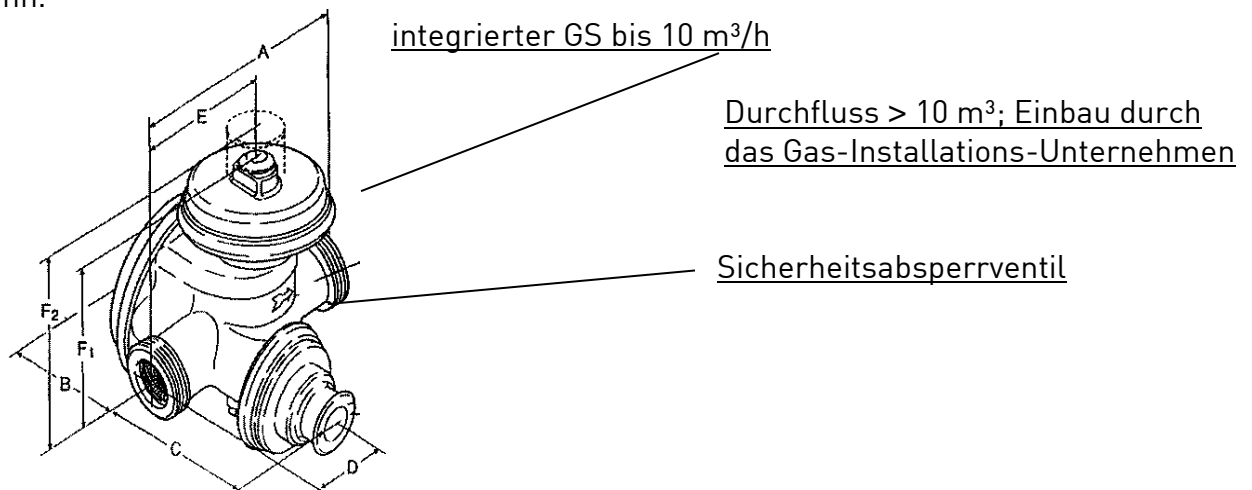 integrierter GS bis 10 m³/h
Durchfluss > 10 m³; Einbau durch
das Gas-Installations-Unternehmen
Sicherheitsabsperrventil
A
E
F₂
F₁
B
C
D